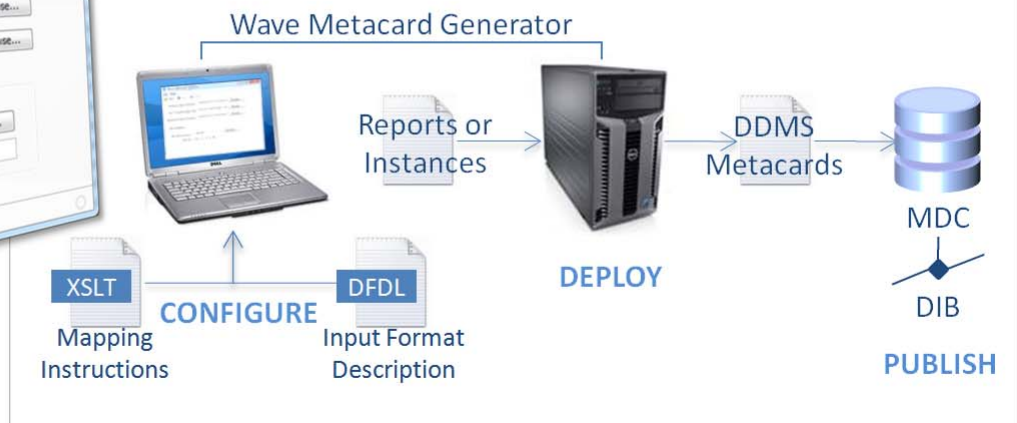 Wave Metacard Generator
Reports or
Instances
DDMS
Metacards
MDC
DIB
PUBLISH
DEPLOY
XSLT
CONFIGURE
DFDL
Mapping
Instructions
Input Format
Description